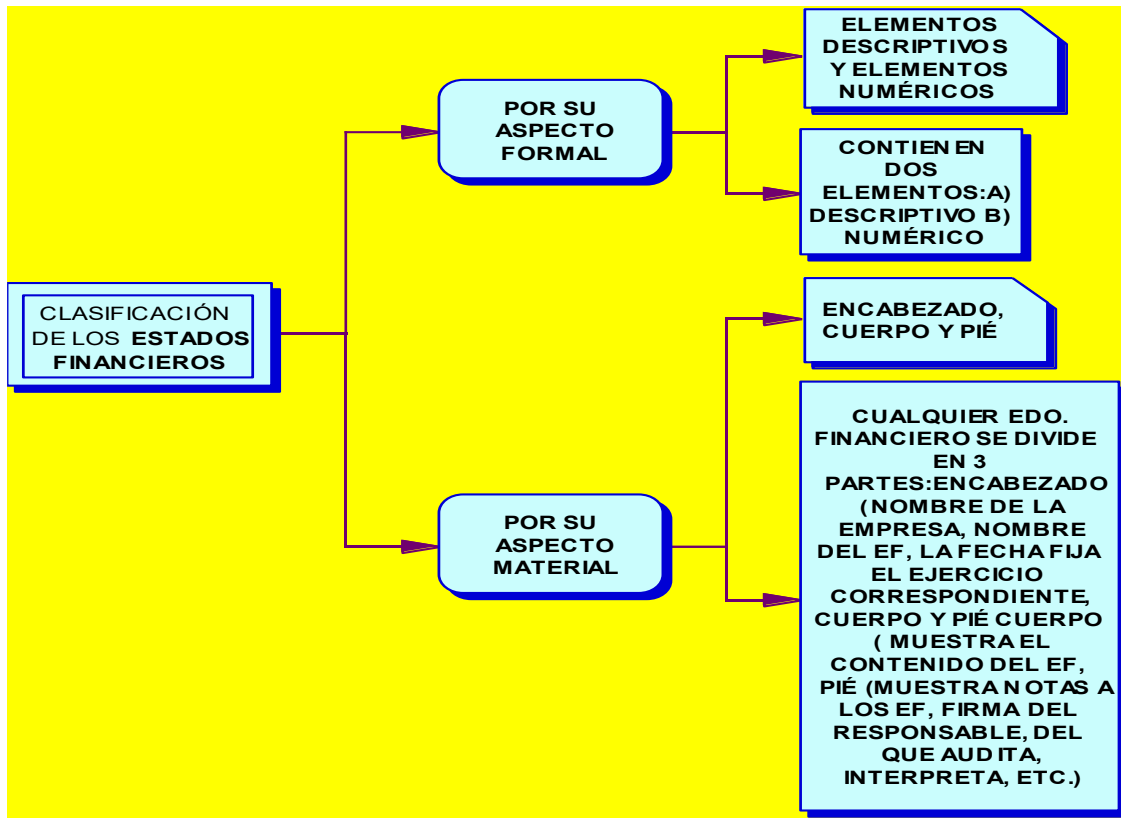 CLASIFICACIÓN
DE LOS ESTADOS
FINANCIEROS
POR SU
ASPECTO
FORMAL
ELEMENTOS
DESCRIPTIVOS
Y ELEMENTOS
NUMÉRICOS
CONTIENEN
DOS
ELEMENTOS:A)
DESCRIPTIVO B)
NUMÉRICO
POR SU
ASPECTO
MATERIAL
ENCABEZADO,
CUERPO Y PIÉ
CUALQUIER EDO.
FINANCIERO SE DIVIDE
EN 3
PARTES:ENCABEZADO
(NOMBRE DE LA
EMPRESA, NOMBRE
DEL EF, LA FECHA FIJA
EL EJERCICIO
CORRESPONDIENTE,
CUERPO Y PIÉ CUERPO
( MUESTRA EL
CONTENIDO DEL EF,
PIÉ (MUESTRA NOTAS A
LOS EF, FIRMA DEL
RESPONSABLE, DEL
QUE AUDITA,
INTERPRETA, ETC.)